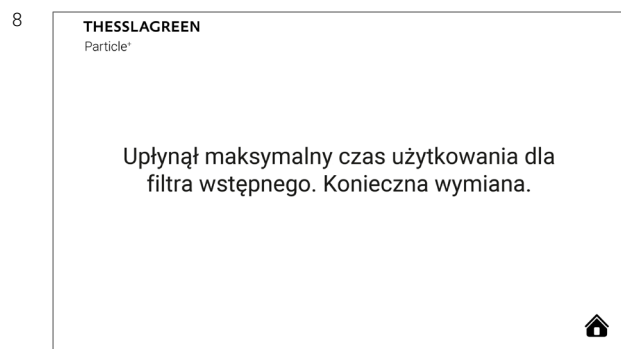 8
THESSLAGREEN
Particle⁺
Upłynął maksymalny czas użytkowania dla
filtra wstępnego. Konieczna wymiana.